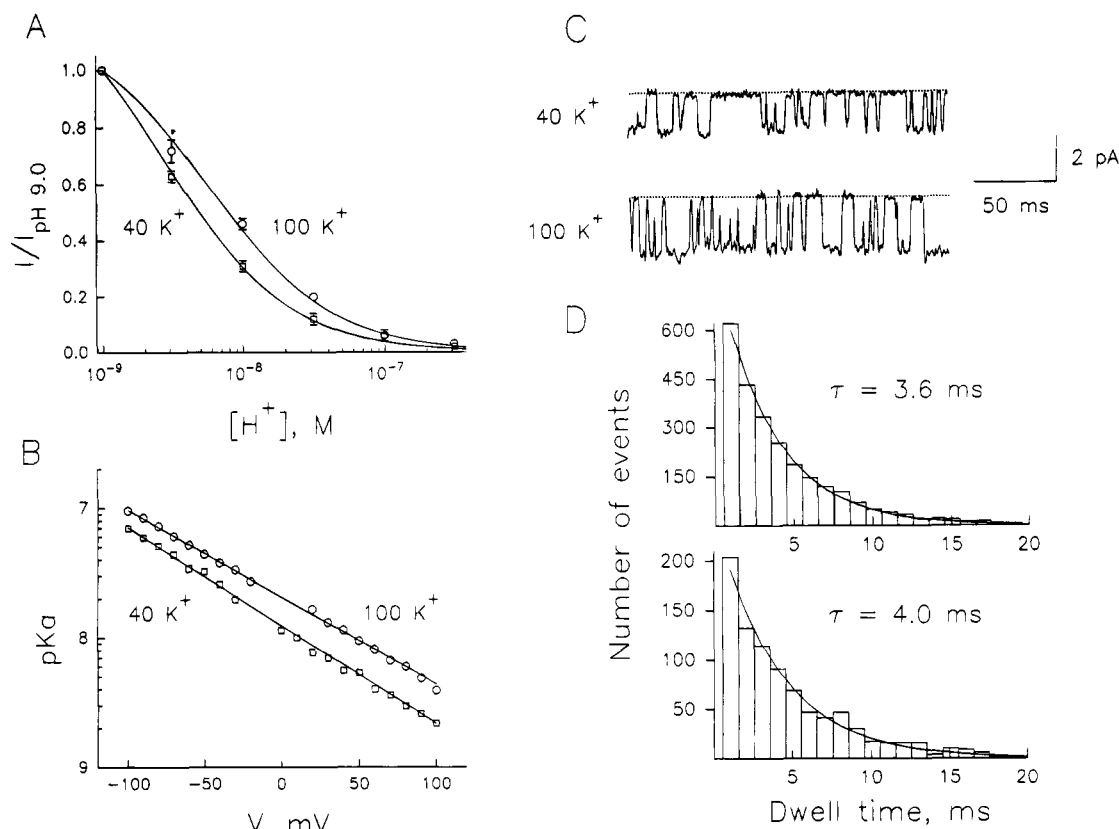 A
1.0
0.8
0.6
0.4
0.2
0.0
I/I pH 9.0
40 K+
100 K+
10⁻⁹
10⁻⁸
10⁻⁷
[H+], M
B
7
8
9
pKa
40 K+
100 K+
−100
−50
0
50
100
V, mV
C
40 K+
100 K+
2 pA
50 ms
D
600
450
300
150
τ = 3.6 ms
5
10
15
20
200
150
100
50
τ = 4.0 ms
5
10
15
20
Number of events
Dwell time, ms